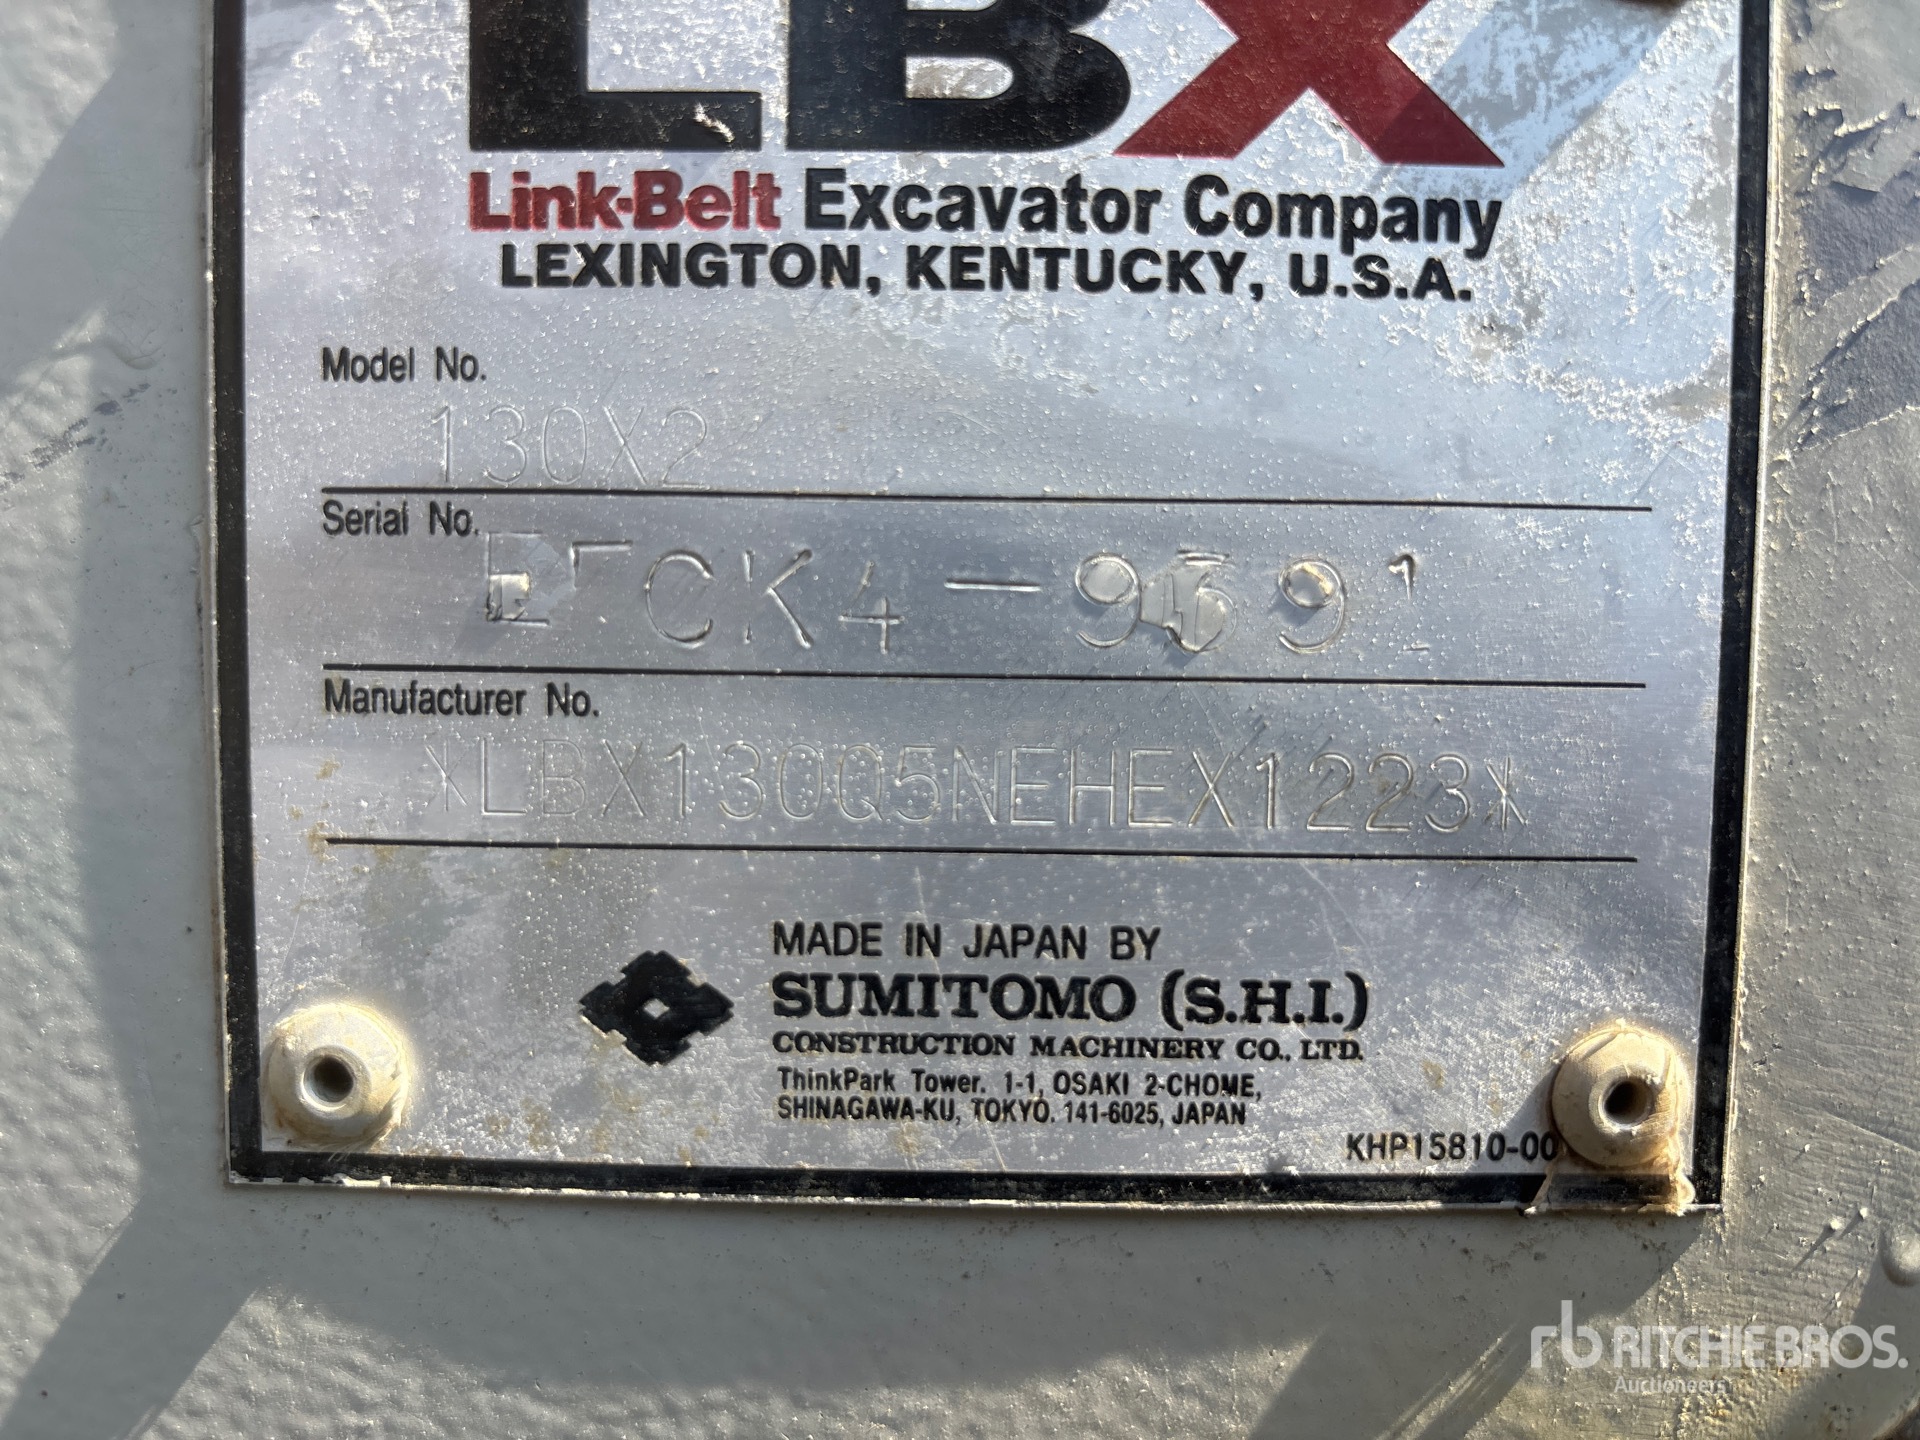 LBX
Link-Belt Excavator Company
LEXINGTON, KENTUCKY, U.S.A.
Model No.
130X2
Serial No.
Manufacturer No.
*LBX130Q5NEHEX1223*
MADE IN JAPAN BY
SUMITOMO (S.H.I.)
CONSTRUCTION MACHINERY CO., LTD.
ThinkPark Tower. 1-1, OSAKI 2-CHOME,
SHINAGAWA-KU, TOKYO. 141-6025, JAPAN
KHP15810-00
rb RITCHIE BROS.
Auctioneers